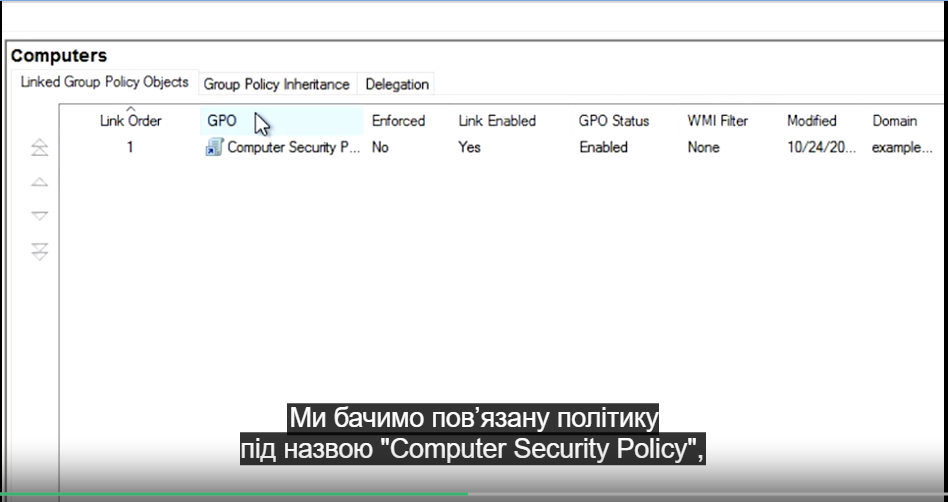 Computers
Linked Group Policy Objects Group Policy Inheritance Delegation
Link Order GPO Enforced Link Enabled GPO Status WMI Filter Modified Domain
1 Computer Security P... No Yes Enabled None 10/24/20... example...
Ми бачимо пов’язану політику
під назвою "Computer Security Policy",